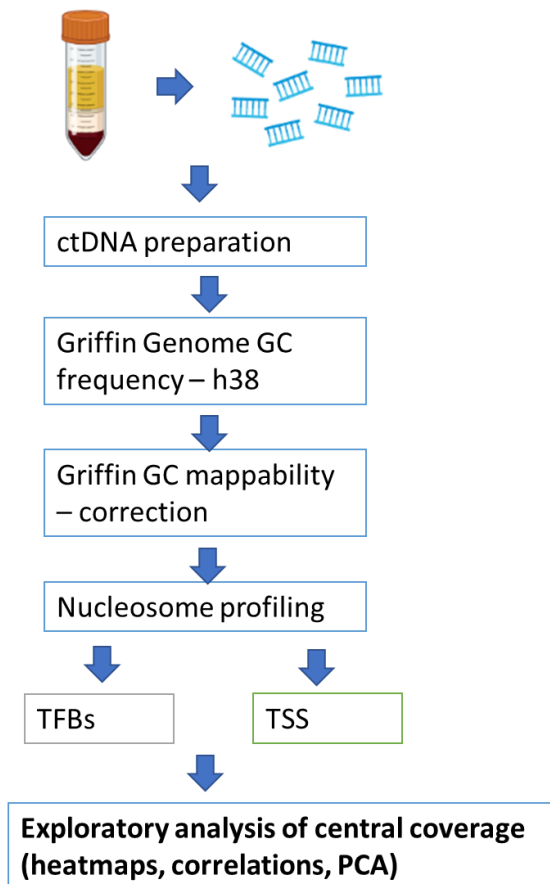 ctDNA preparation
Griffin Genome GC
frequency – h38
Griffin GC mappability
– correction
Nucleosome profiling
TFBs
TSS
Exploratory analysis of central coverage
(heatmaps, correlations, PCA)